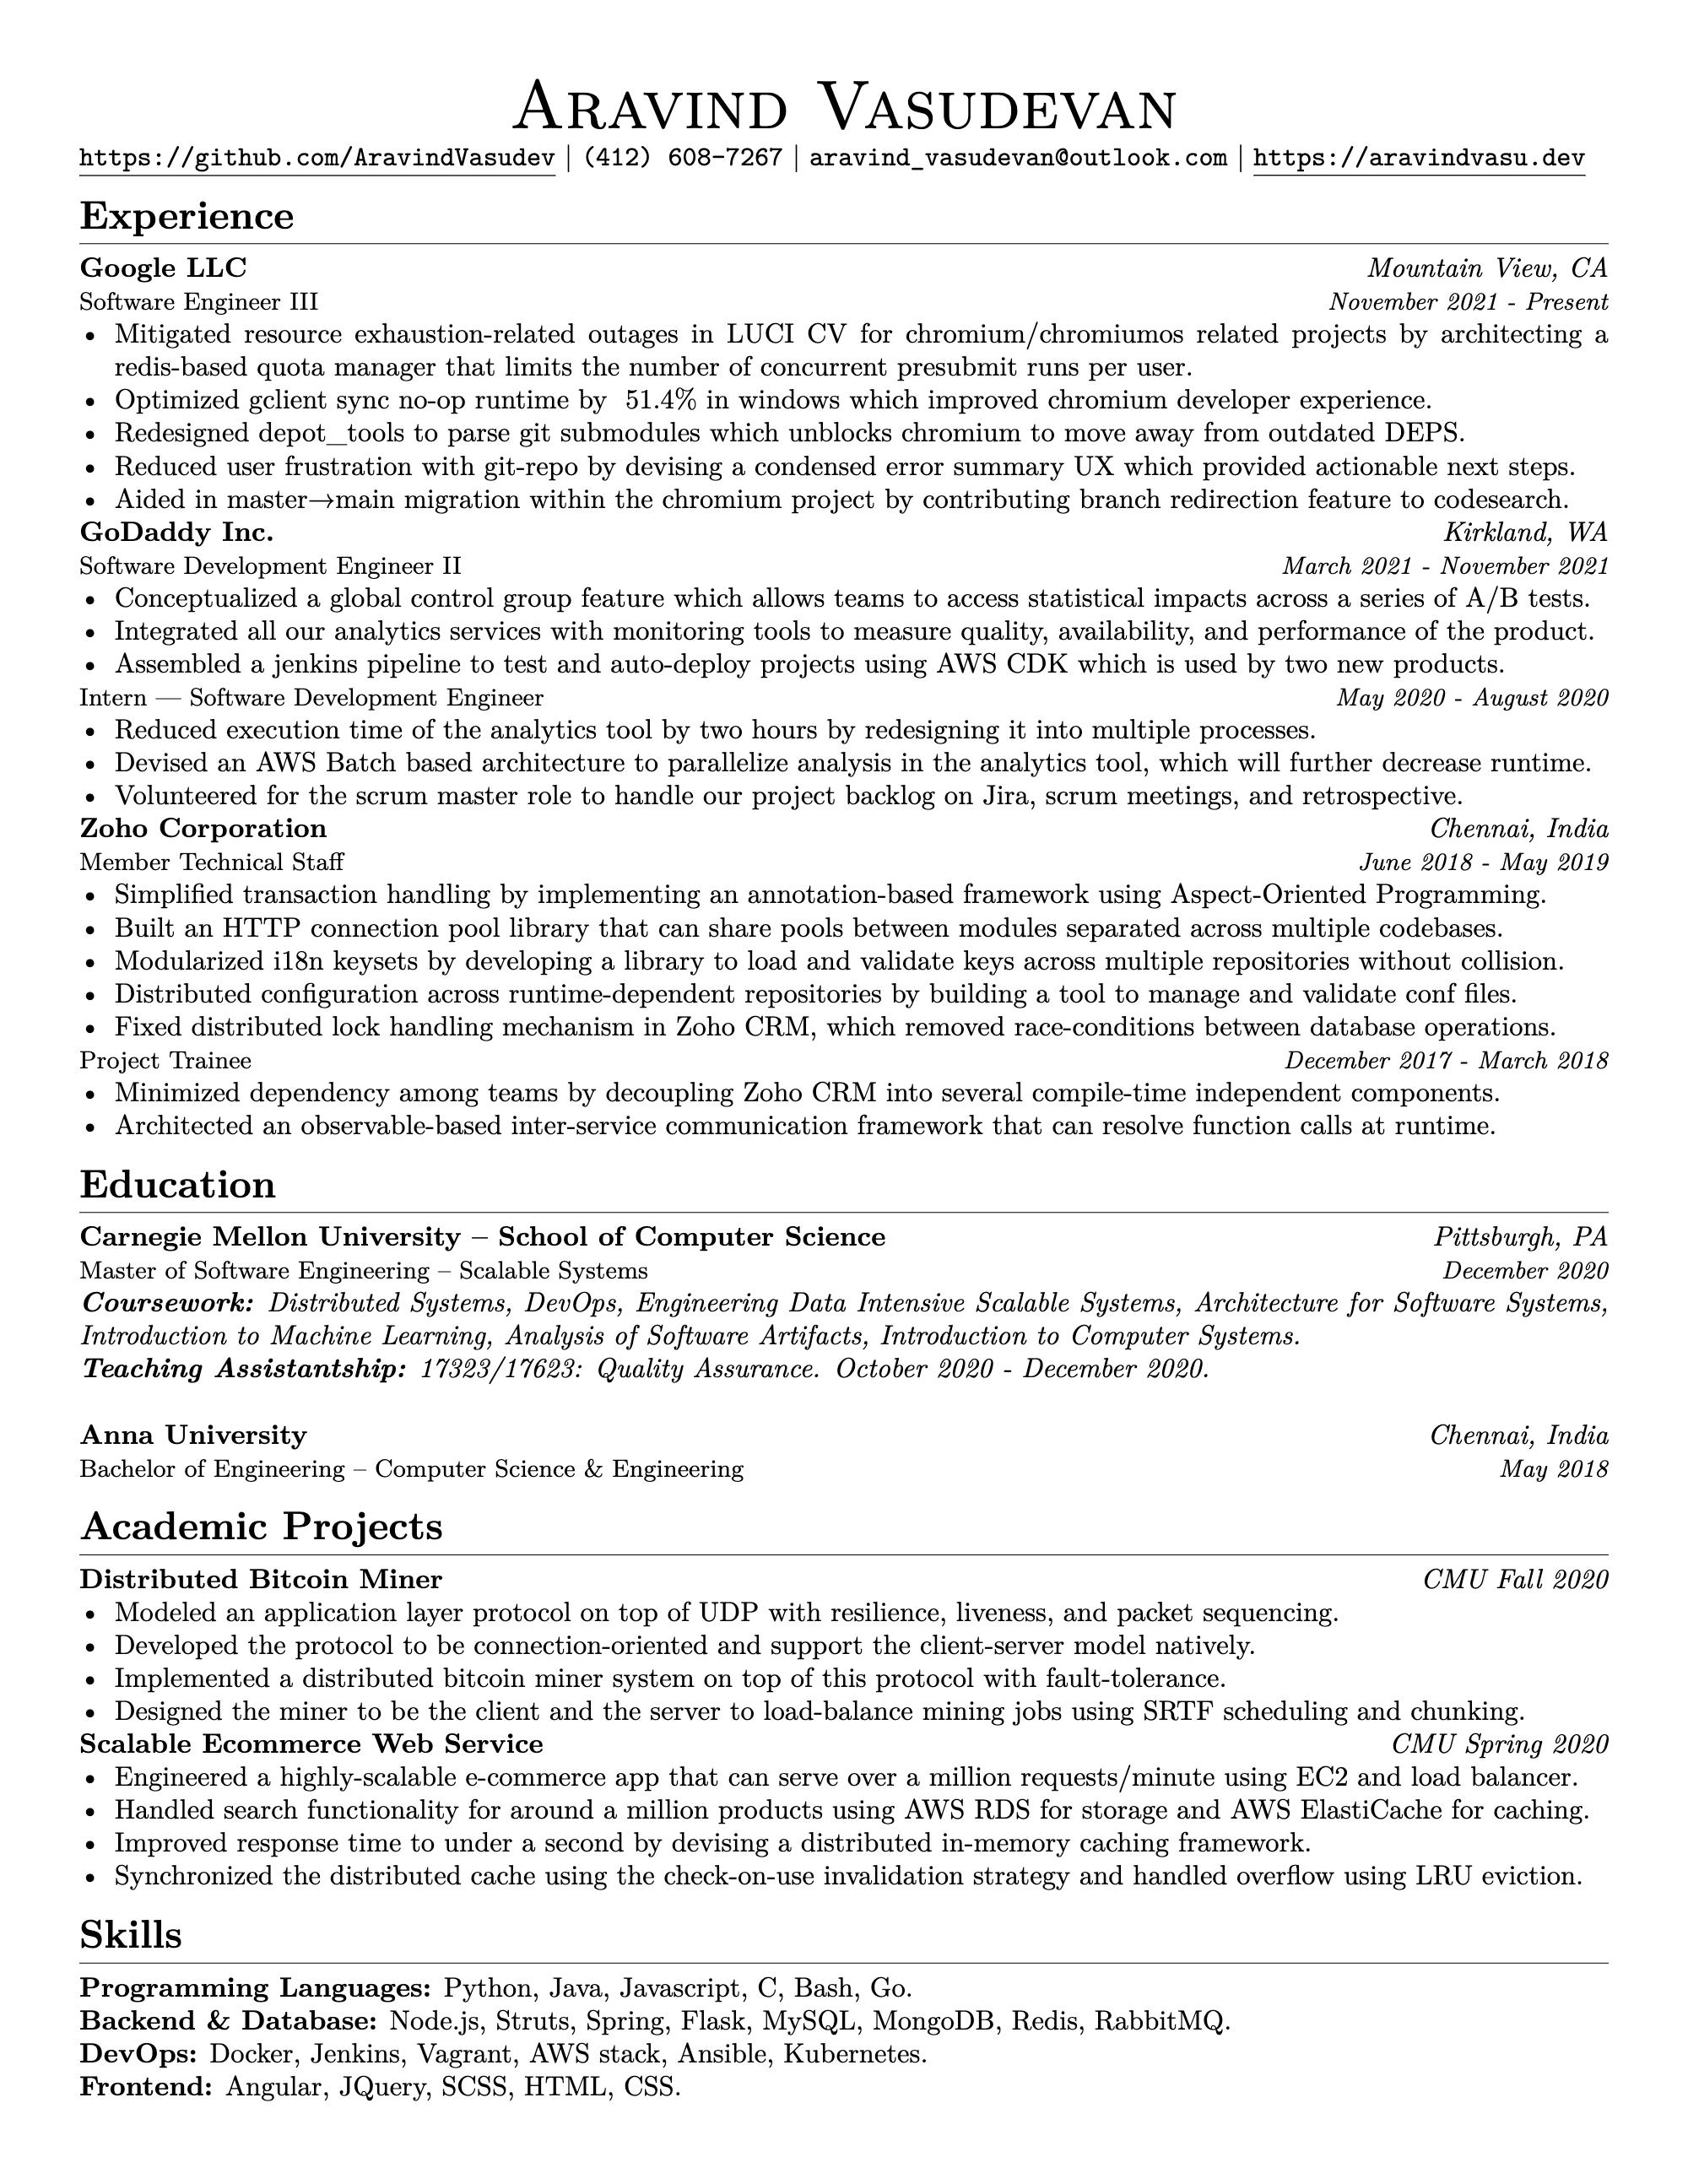 Aravind Vasudevan
https://github.com/AravindVasudev | (412) 608-7267 | aravind_vasudevan@outlook.com | https://aravindvasu.dev
Experience
Google LLC Mountain View, CA
Software Engineer III November 2021 - Present
• Mitigated resource exhaustion-related outages in LUCI CV for chromium/chromiumos related projects by architecting a
redis-based quota manager that limits the number of concurrent presubmit runs per user.
• Optimized gclient sync no-op runtime by 51.4% in windows which improved chromium developer experience.
• Redesigned depot_tools to parse git submodules which unblocks chromium to move away from outdated DEPS.
• Reduced user frustration with git-repo by devising a condensed error summary UX which provided actionable next steps.
• Aided in master→main migration within the chromium project by contributing branch redirection feature to codesearch.
GoDaddy Inc. Kirkland, WA
Software Development Engineer II March 2021 - November 2021
• Conceptualized a global control group feature which allows teams to access statistical impacts across a series of A/B tests.
• Integrated all our analytics services with monitoring tools to measure quality, availability, and performance of the product.
• Assembled a jenkins pipeline to test and auto-deploy projects using AWS CDK which is used by two new products.
Intern — Software Development Engineer May 2020 - August 2020
• Reduced execution time of the analytics tool by two hours by redesigning it into multiple processes.
• Devised an AWS Batch based architecture to parallelize analysis in the analytics tool, which will further decrease runtime.
• Volunteered for the scrum master role to handle our project backlog on Jira, scrum meetings, and retrospective.
Zoho Corporation Chennai, India
Member Technical Staff June 2018 - May 2019
• Simplified transaction handling by implementing an annotation-based framework using Aspect-Oriented Programming.
• Built an HTTP connection pool library that can share pools between modules separated across multiple codebases.
• Modularized i18n keysets by developing a library to load and validate keys across multiple repositories without collision.
• Distributed configuration across runtime-dependent repositories by building a tool to manage and validate conf files.
• Fixed distributed lock handling mechanism in Zoho CRM, which removed race-conditions between database operations.
Project Trainee December 2017 - March 2018
• Minimized dependency among teams by decoupling Zoho CRM into several compile-time independent components.
• Architected an observable-based inter-service communication framework that can resolve function calls at runtime.
Education
Carnegie Mellon University – School of Computer Science Pittsburgh, PA
Master of Software Engineering – Scalable Systems December 2020
Coursework: Distributed Systems, DevOps, Engineering Data Intensive Scalable Systems, Architecture for Software Systems,
Introduction to Machine Learning, Analysis of Software Artifacts, Introduction to Computer Systems.
Teaching Assistantship: 17323/17623: Quality Assurance. October 2020 - December 2020.
Anna University Chennai, India
Bachelor of Engineering – Computer Science & Engineering May 2018
Academic Projects
Distributed Bitcoin Miner CMU Fall 2020
• Modeled an application layer protocol on top of UDP with resilience, liveness, and packet sequencing.
• Developed the protocol to be connection-oriented and support the client-server model natively.
• Implemented a distributed bitcoin miner system on top of this protocol with fault-tolerance.
• Designed the miner to be the client and the server to load-balance mining jobs using SRTF scheduling and chunking.
Scalable Ecommerce Web Service CMU Spring 2020
• Engineered a highly-scalable e-commerce app that can serve over a million requests/minute using EC2 and load balancer.
• Handled search functionality for around a million products using AWS RDS for storage and AWS ElastiCache for caching.
• Improved response time to under a second by devising a distributed in-memory caching framework.
• Synchronized the distributed cache using the check-on-use invalidation strategy and handled overflow using LRU eviction.
Skills
Programming Languages: Python, Java, Javascript, C, Bash, Go.
Backend & Database: Node.js, Struts, Spring, Flask, MySQL, MongoDB, Redis, RabbitMQ.
DevOps: Docker, Jenkins, Vagrant, AWS stack, Ansible, Kubernetes.
Frontend: Angular, JQuery, SCSS, HTML, CSS.